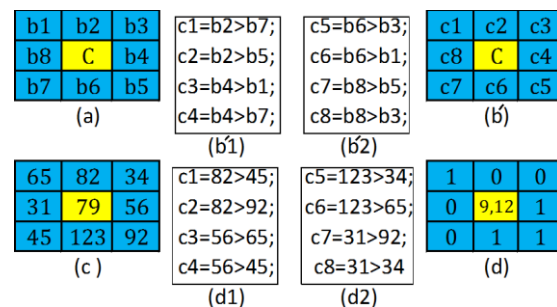 b1 b2 b3
b8 C b4
b7 b6 b5
(a)
c1=b2>b7;
c2=b2>b5;
c3=b4>b1;
c4=b4>b7;
(b́1)
c5=b6>b3;
c6=b6>b1;
c7=b8>b5;
c8=b8>b3;
(b́2)
c1 c2 c3
c8 C c4
c7 c6 c5
(b́)
65 82 34
31 79 56
45 123 92
(c)
c1=82>45;
c2=82>92;
c3=56>65;
c4=56>45;
(d1)
c5=123>34;
c6=123>65;
c7=31>92;
c8=31>34
(d2)
1 0 0
0 9,12 1
0 1 1
(d)